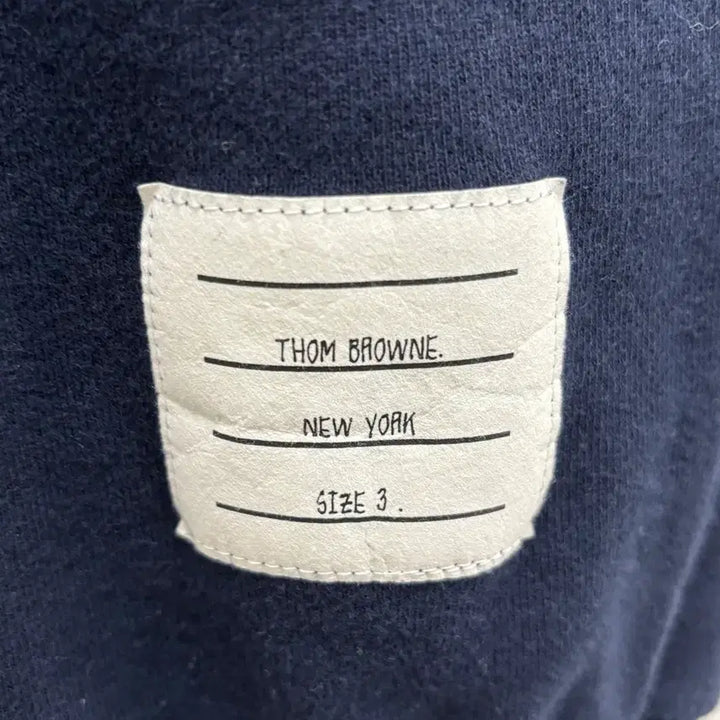 THOM BROWNE.
NEW YORK
SIZE 3.